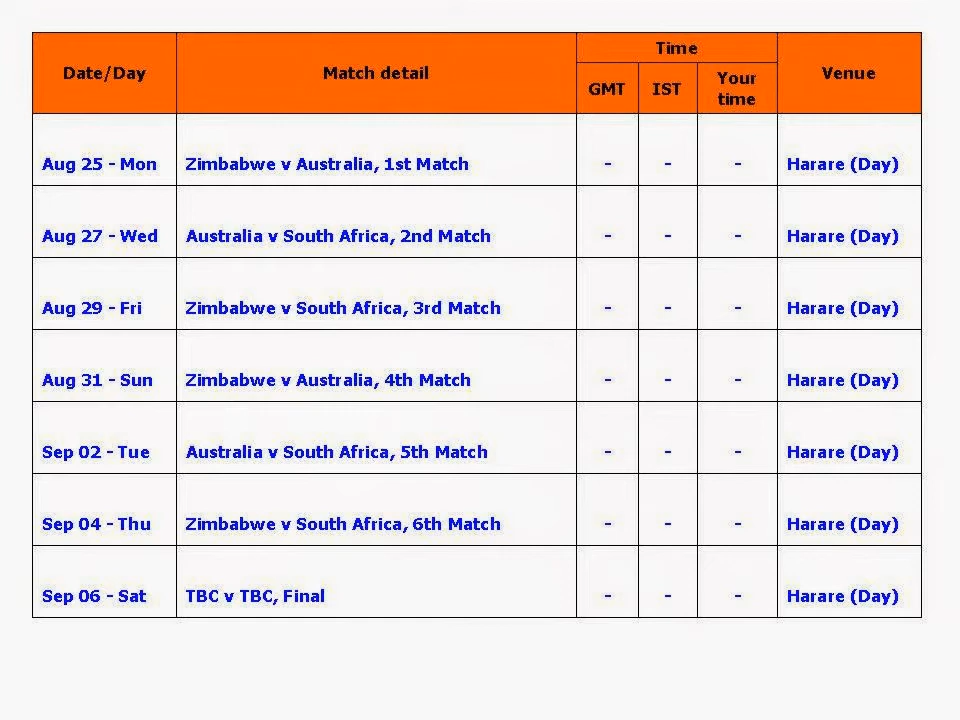 Date/Day Match detail Time Venue
GMT IST Your time
Aug 25 - Mon Zimbabwe v Australia, 1st Match - - - Harare (Day)
Aug 27 - Wed Australia v South Africa, 2nd Match - - - Harare (Day)
Aug 29 - Fri Zimbabwe v South Africa, 3rd Match - - - Harare (Day)
Aug 31 - Sun Zimbabwe v Australia, 4th Match - - - Harare (Day)
Sep 02 - Tue Australia v South Africa, 5th Match - - - Harare (Day)
Sep 04 - Thu Zimbabwe v South Africa, 6th Match - - - Harare (Day)
Sep 06 - Sat TBC v TBC, Final - - - Harare (Day)